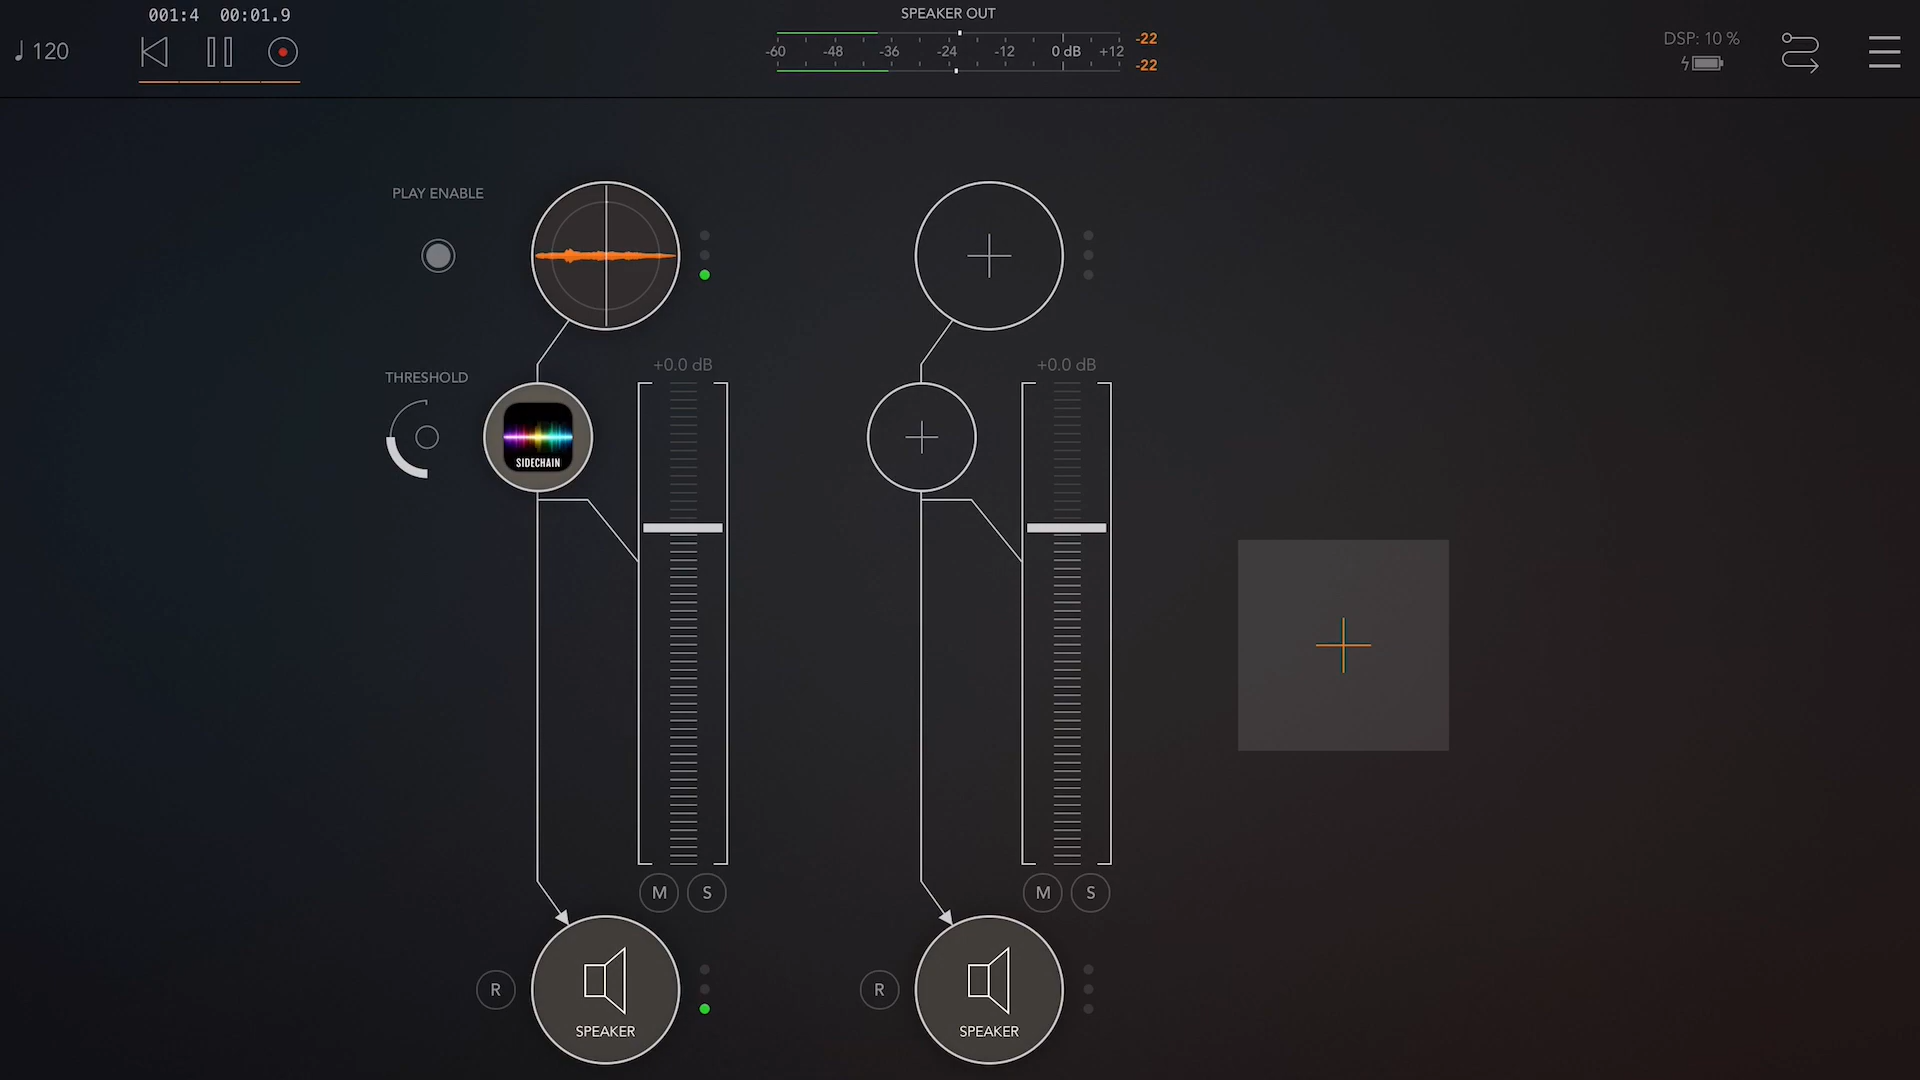 001:4 00:01.9
120
SPEAKER OUT
-60 -48 -36 -24 -12 0 dB +12
-22
-22
DSP: 10 %
PLAY ENABLE
+0.0 dB
+0.0 dB
THRESHOLD
SIDECHAIN
M S
M S
R
SPEAKER
R
SPEAKER